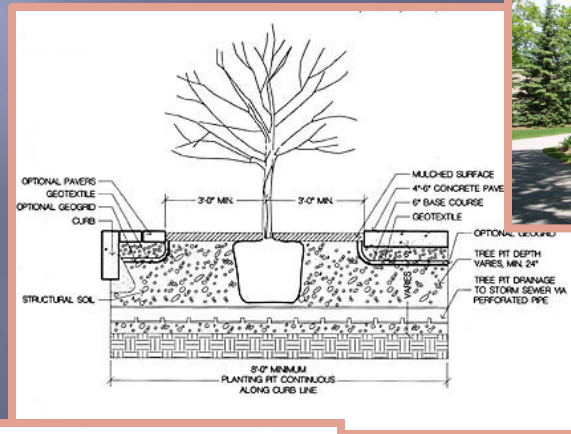 OPTIONAL PAVERS
GEOTEXTILE
OPTIONAL GEOGRID
CURB
STRUCTURAL SOIL
3'-0" MIN.
3'-0" MIN.
MULCHED SURFACE
4"-6" CONCRETE PAVE
6" BASE COURSE
GEOTEXTILE
OPTIONAL GEOGRID
TREE PIT DEPTH
VARIES, MIN. 24"
TREE PIT DRAINAGE
TO STORM SEWER VIA
PERFORATED PIPE
VARIES
8'-0" MINIMUM
PLANTING PIT CONTINUOUS
ALONG CURB LINE